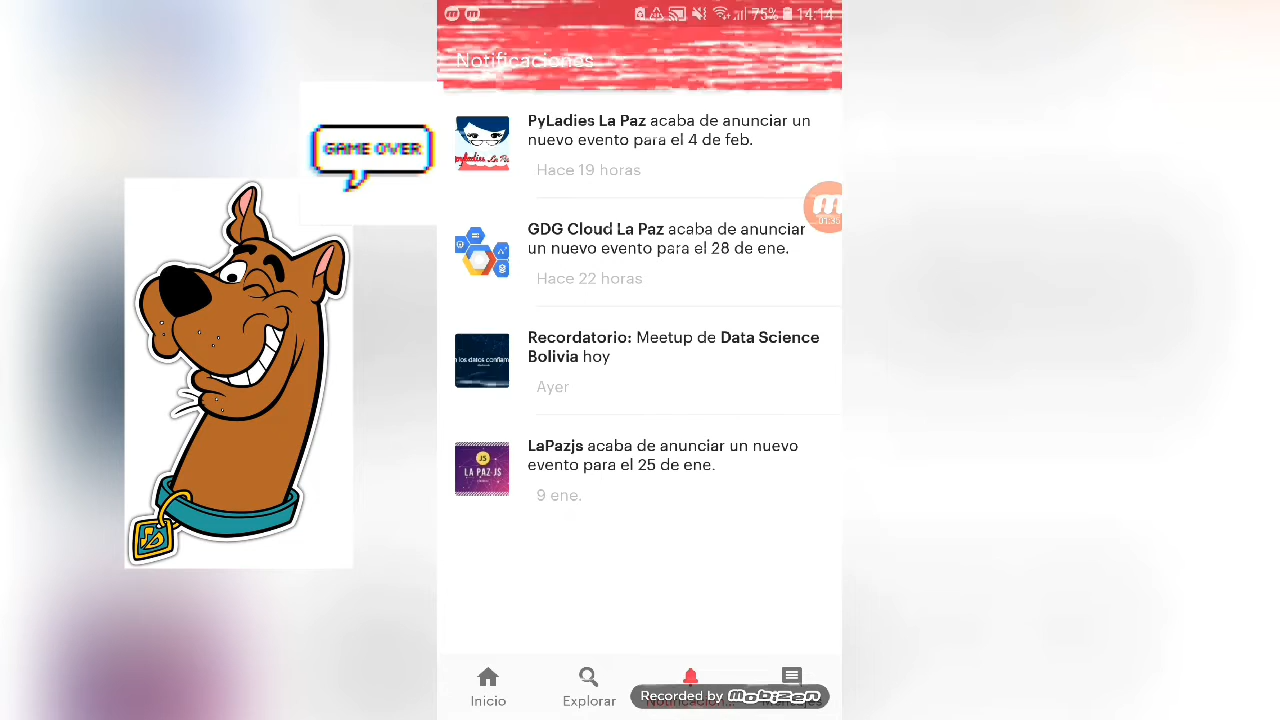 75% 14:14
Notificaciones
GAME OVER
PyLadies La Paz acaba de anunciar un
nuevo evento para el 4 de feb.
Hace 19 horas
GDG Cloud La Paz acaba de anunciar
un nuevo evento para el 28 de ene.
Hace 22 horas
Recordatorio: Meetup de Data Science
Bolivia hoy
Ayer
LaPazjs acaba de anunciar un nuevo
evento para el 25 de ene.
9 ene.
JS
LA PAZ JS
Inicio
Explorar
Recorded by mobizen